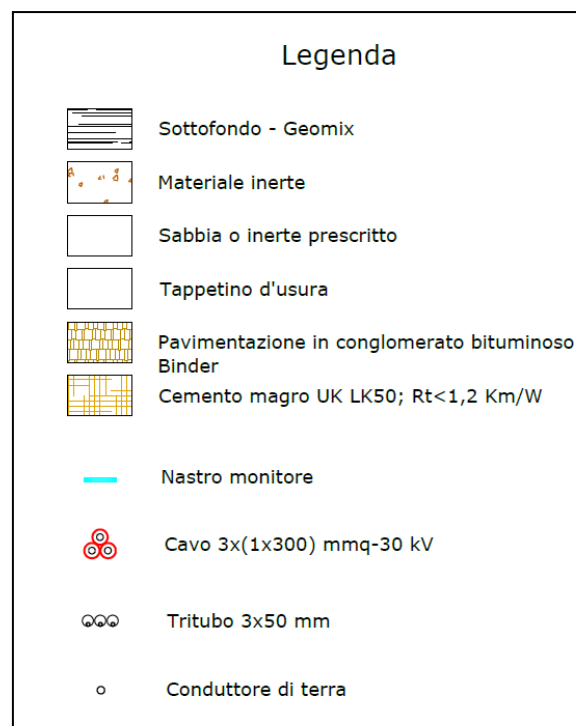 Legenda
Sottofondo - Geomix
Materiale inerte
Sabbia o inerte prescritto
Tappetino d'usura
Pavimentazione in conglomerato bituminoso
Binder
Cemento magro UK LK50; Rt<1,2 Km/W
Nastro monitore
Cavo 3x(1x300) mmq-30 kV
Tritubo 3x50 mm
Conduttore di terra